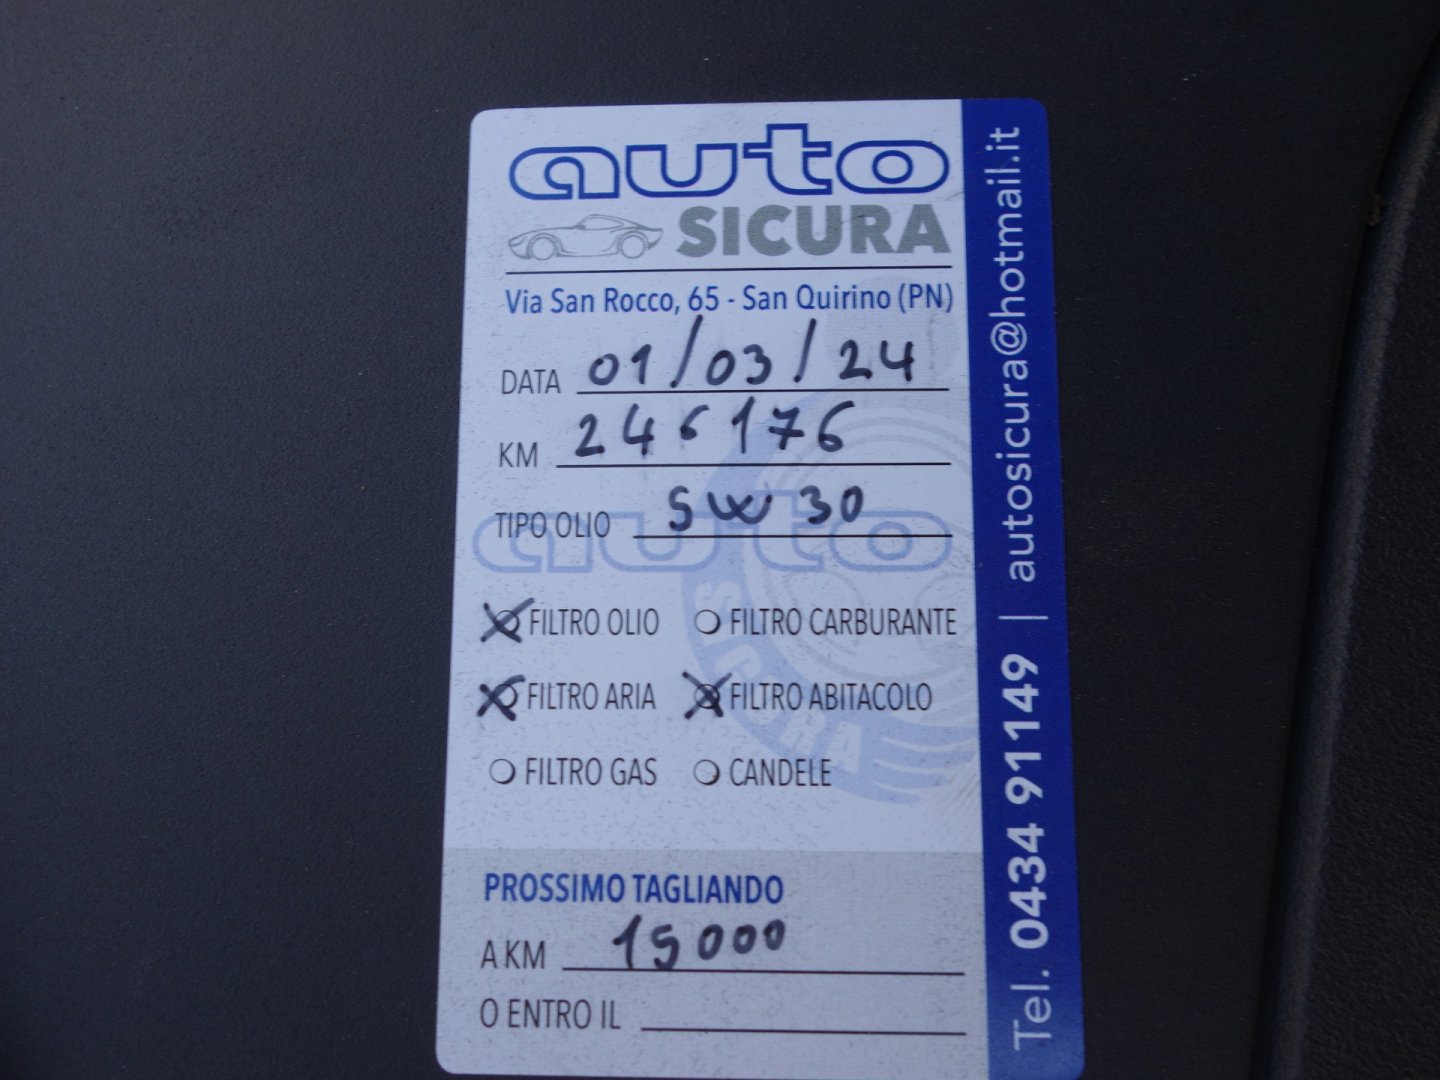 auto
SICURA
Via San Rocco, 65 - San Quirino (PN)
DATA 01/03/24
KM 246176
TIPO OLIO 5W30
auto
SICURA
FILTRO OLIO
FILTRO CARBURANTE
FILTRO ARIA
FILTRO ABITACOLO
FILTRO GAS
CANDELE
PROSSIMO TAGLIANDO
A KM 15000
O ENTRO IL
Tel. 0434 91149 | autosicura@hotmail.it